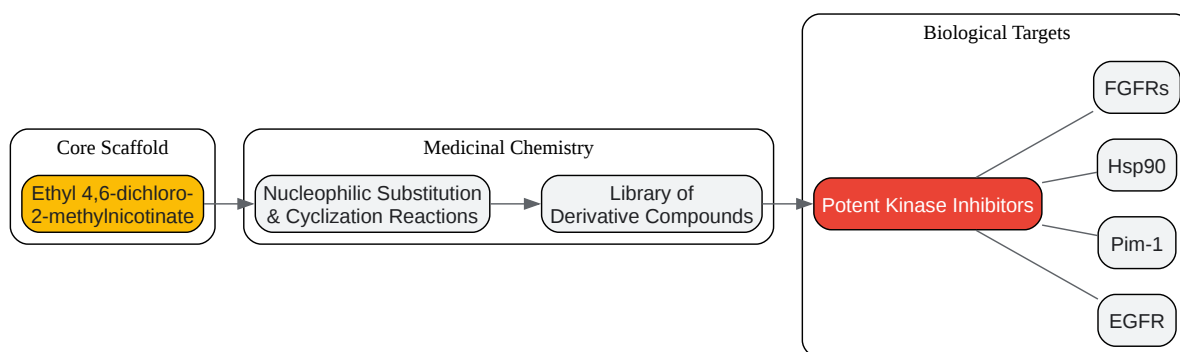 Biological Targets
FGFRs
Core Scaffold
Medicinal Chemistry
Ethyl 4,6-dichloro-
2-methylnicotinate
Nucleophilic Substitution
& Cyclization Reactions
Library of
Derivative Compounds
Potent Kinase Inhibitors
Hsp90
Pim-1
EGFR